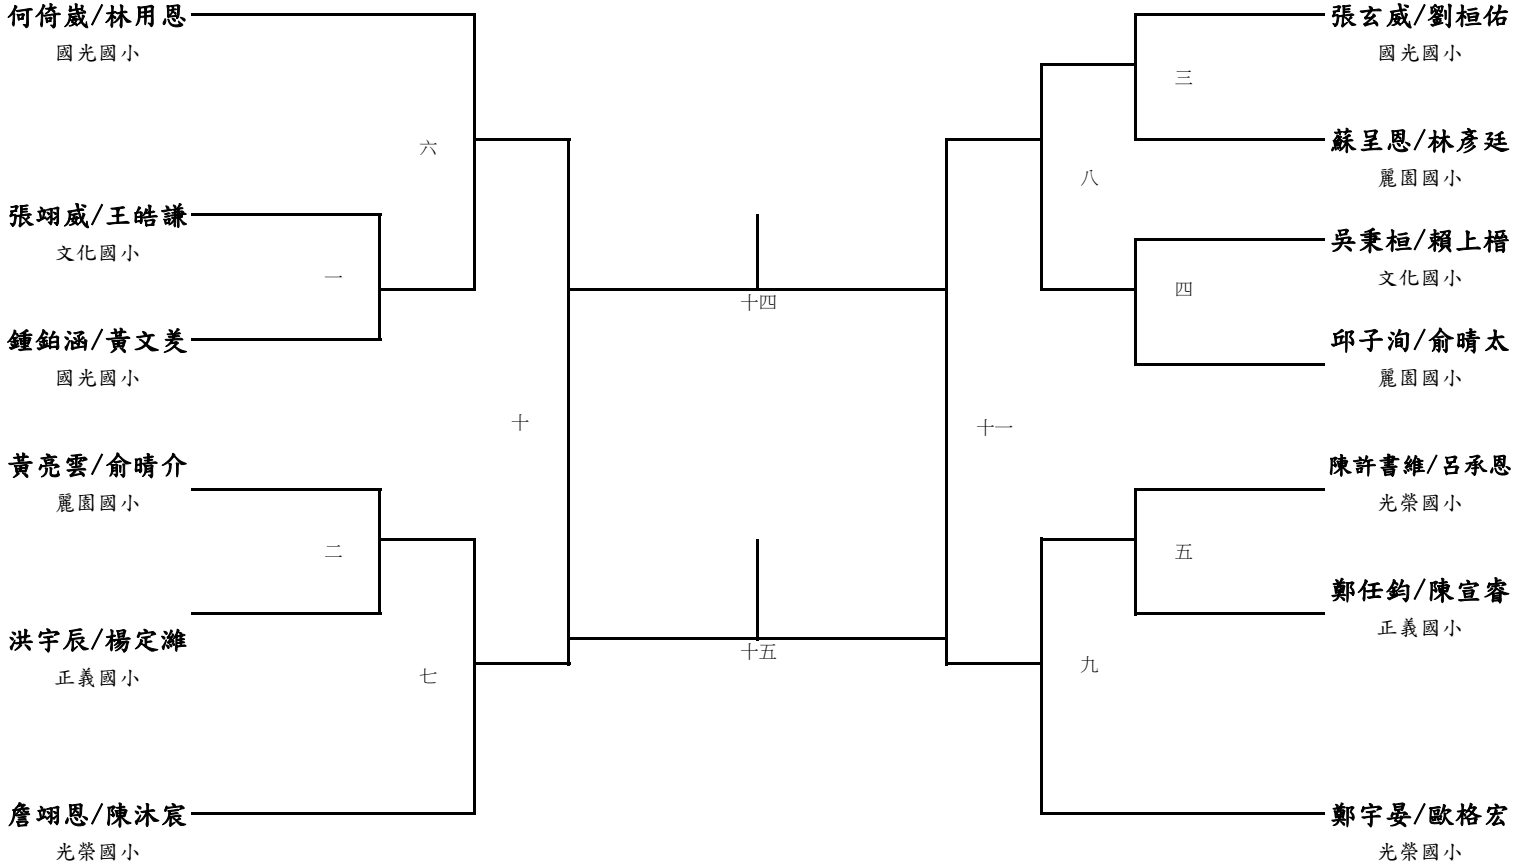 何倚崴/林用恩
國光國小
六
張翊威/王皓謙
文化國小
一
鍾鉑涵/黃文羑
國光國小
十
黃亮雲/俞晴介
麗園國小
二
洪宇辰/楊定濰
正義國小
七
詹翊恩/陳沐宸
光榮國小
十四
十五
張玄威/劉桓佑
國光國小
三
蘇呈恩/林彥廷
麗園國小
八
吳秉桓/賴上榗
文化國小
四
邱子洵/俞晴太
麗園國小
十一
陳許書維/呂承恩
光榮國小
五
鄭任鈞/陳宣睿
正義國小
九
鄭宇晏/歐格宏
光榮國小